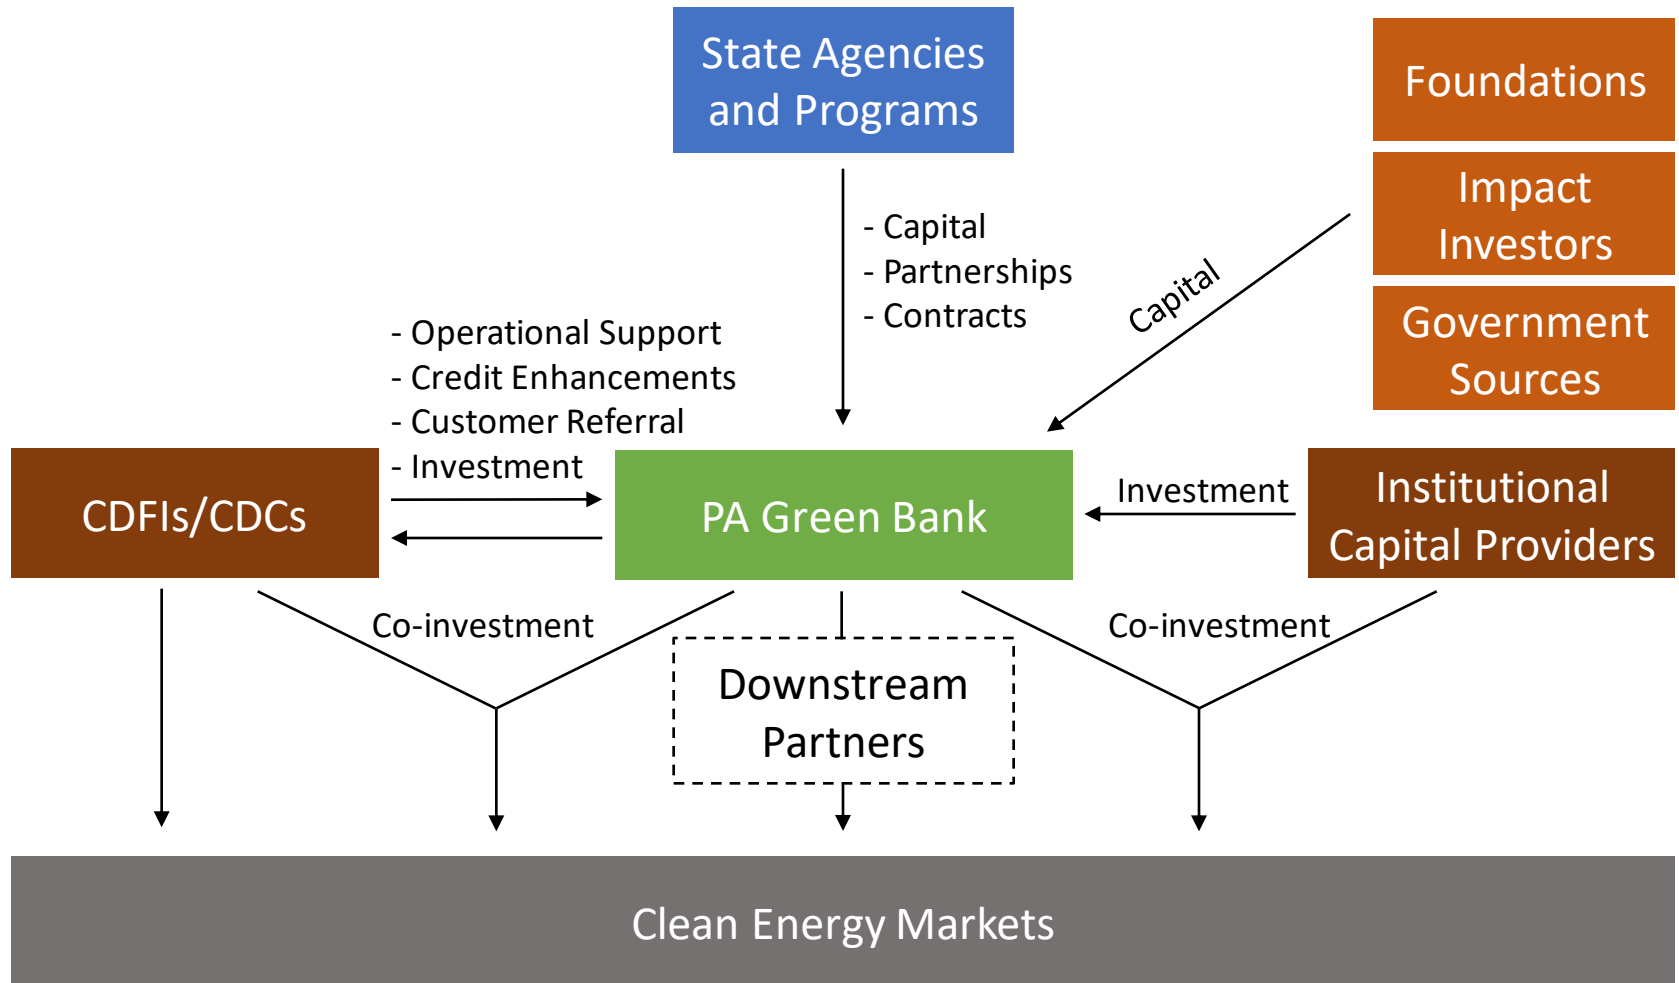 State Agencies
and Programs
Foundations
Impact
Investors
Government
Sources
- Capital
- Partnerships
- Contracts
Capital
- Operational Support
- Credit Enhancements
- Customer Referral
- Investment
CDFIs/CDCs
PA Green Bank
Investment
Institutional
Capital Providers
Co-investment
Co-investment
Downstream
Partners
Clean Energy Markets